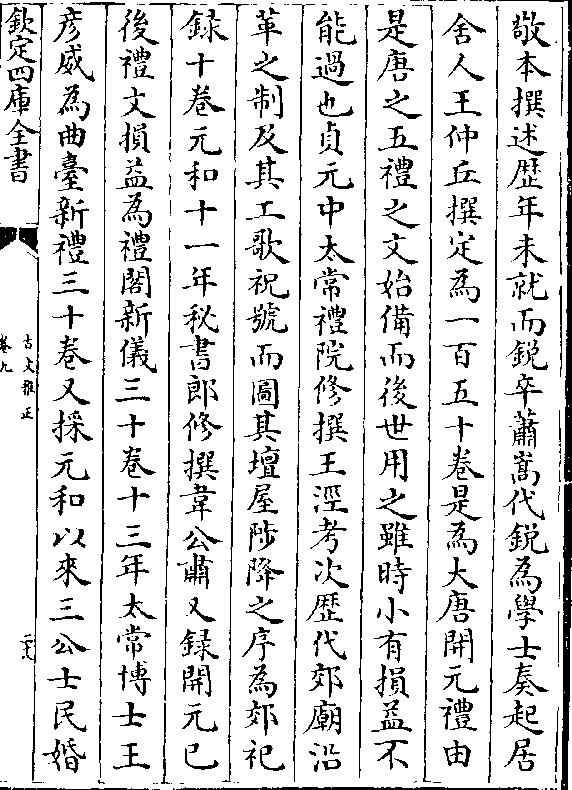 敬本撰述歴年未就而鋭卒蕭嵩代鋭為學士奏起居
舍人王仲丘撰定為一百五十卷是為大唐開元禮由
是唐之五禮之文始備而後世用之雖時小有損益不
能過也貞元中太常禮院修撰王涇考次歴代郊廟沿
革之制及其工歌祝號而圖其壇屋陟降之序為郊祀
録十卷元和十一年秘書郎修撰韋公肅又録開元已
後禮文損益為禮閣新儀三十卷十三年太常博士王
彦威為曲臺新禮三十卷又採元和以來三公士民婚
欽定四庫全書
古文雅正
卷九